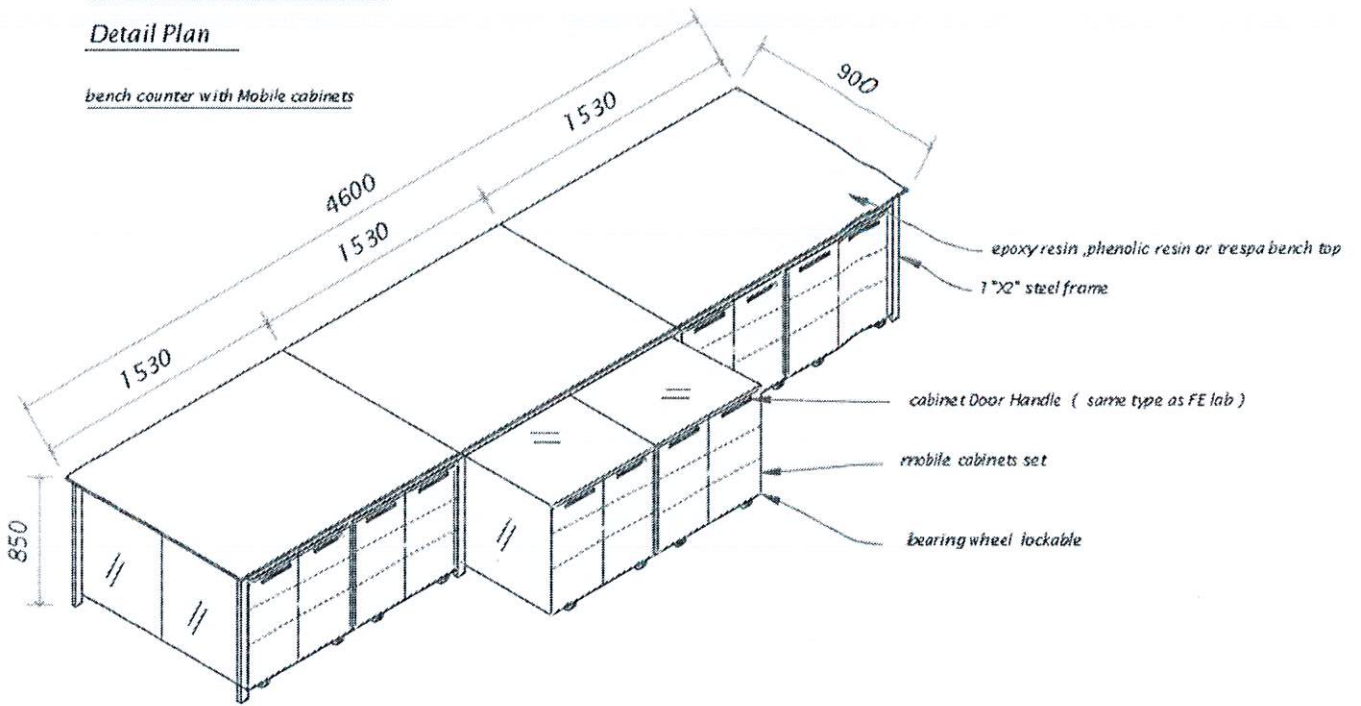 Detail Plan
bench counter with Mobile cabinets
900
1530
4600
1530
1530
850
epoxy resin ,phenolic resin or trespa bench top
1"X2" steel frame
cabinet Door Handle ( same type as FE lab )
mobile cabinets set
bearing wheel lockable